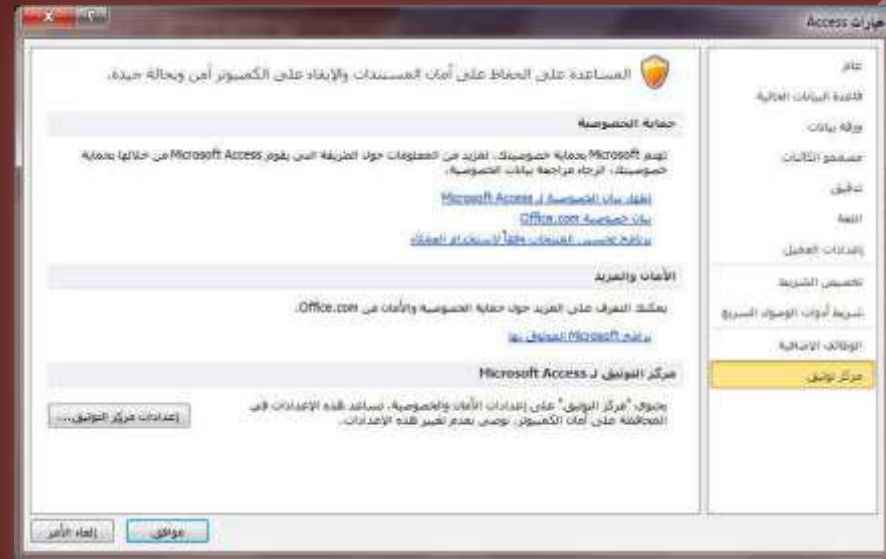 خيارات Access
عام
قاعدة البيانات الحالية
ورقة بيانات
مصممو الكائنات
تدقيق
اللغة
إعدادات العميل
تخصيص الشريط
شريط أدوات الوصول السريع
الوظائف الإضافية
مركز توثيق
المساعدة على الحفاظ على أمان المستندات والإبقاء على الكمبيوتر آمن وبحالة جيدة.
حماية الخصوصية
تهتم Microsoft بحماية خصوصيتك. لمزيد من المعلومات حول الطريقة التي يقوم Microsoft Access من خلالها بحماية
خصوصيتك، الرجاء مراجعة بيانات الخصوصية.
إظهار بيان الخصوصية لـ Microsoft Access
بيان خصوصية Office.com
برنامج تحسين المنتجات وفقاً لاستخدام العملاء
الأمان والمزيد
يمكنك التعرف على المزيد حول حماية الخصوصية والأمان من Office.com.
برامج Microsoft الموثوق بها
مركز التوثيق لـ Microsoft Access
يحتوي "مركز التوثيق" على إعدادات الأمان والخصوصية. تساعد هذه الإعدادات في
المحافظة على أمان الكمبيوتر. نوصي بعدم تغيير هذه الإعدادات.
إعدادات مركز التوثيق...
موافق
إلغاء الأمر